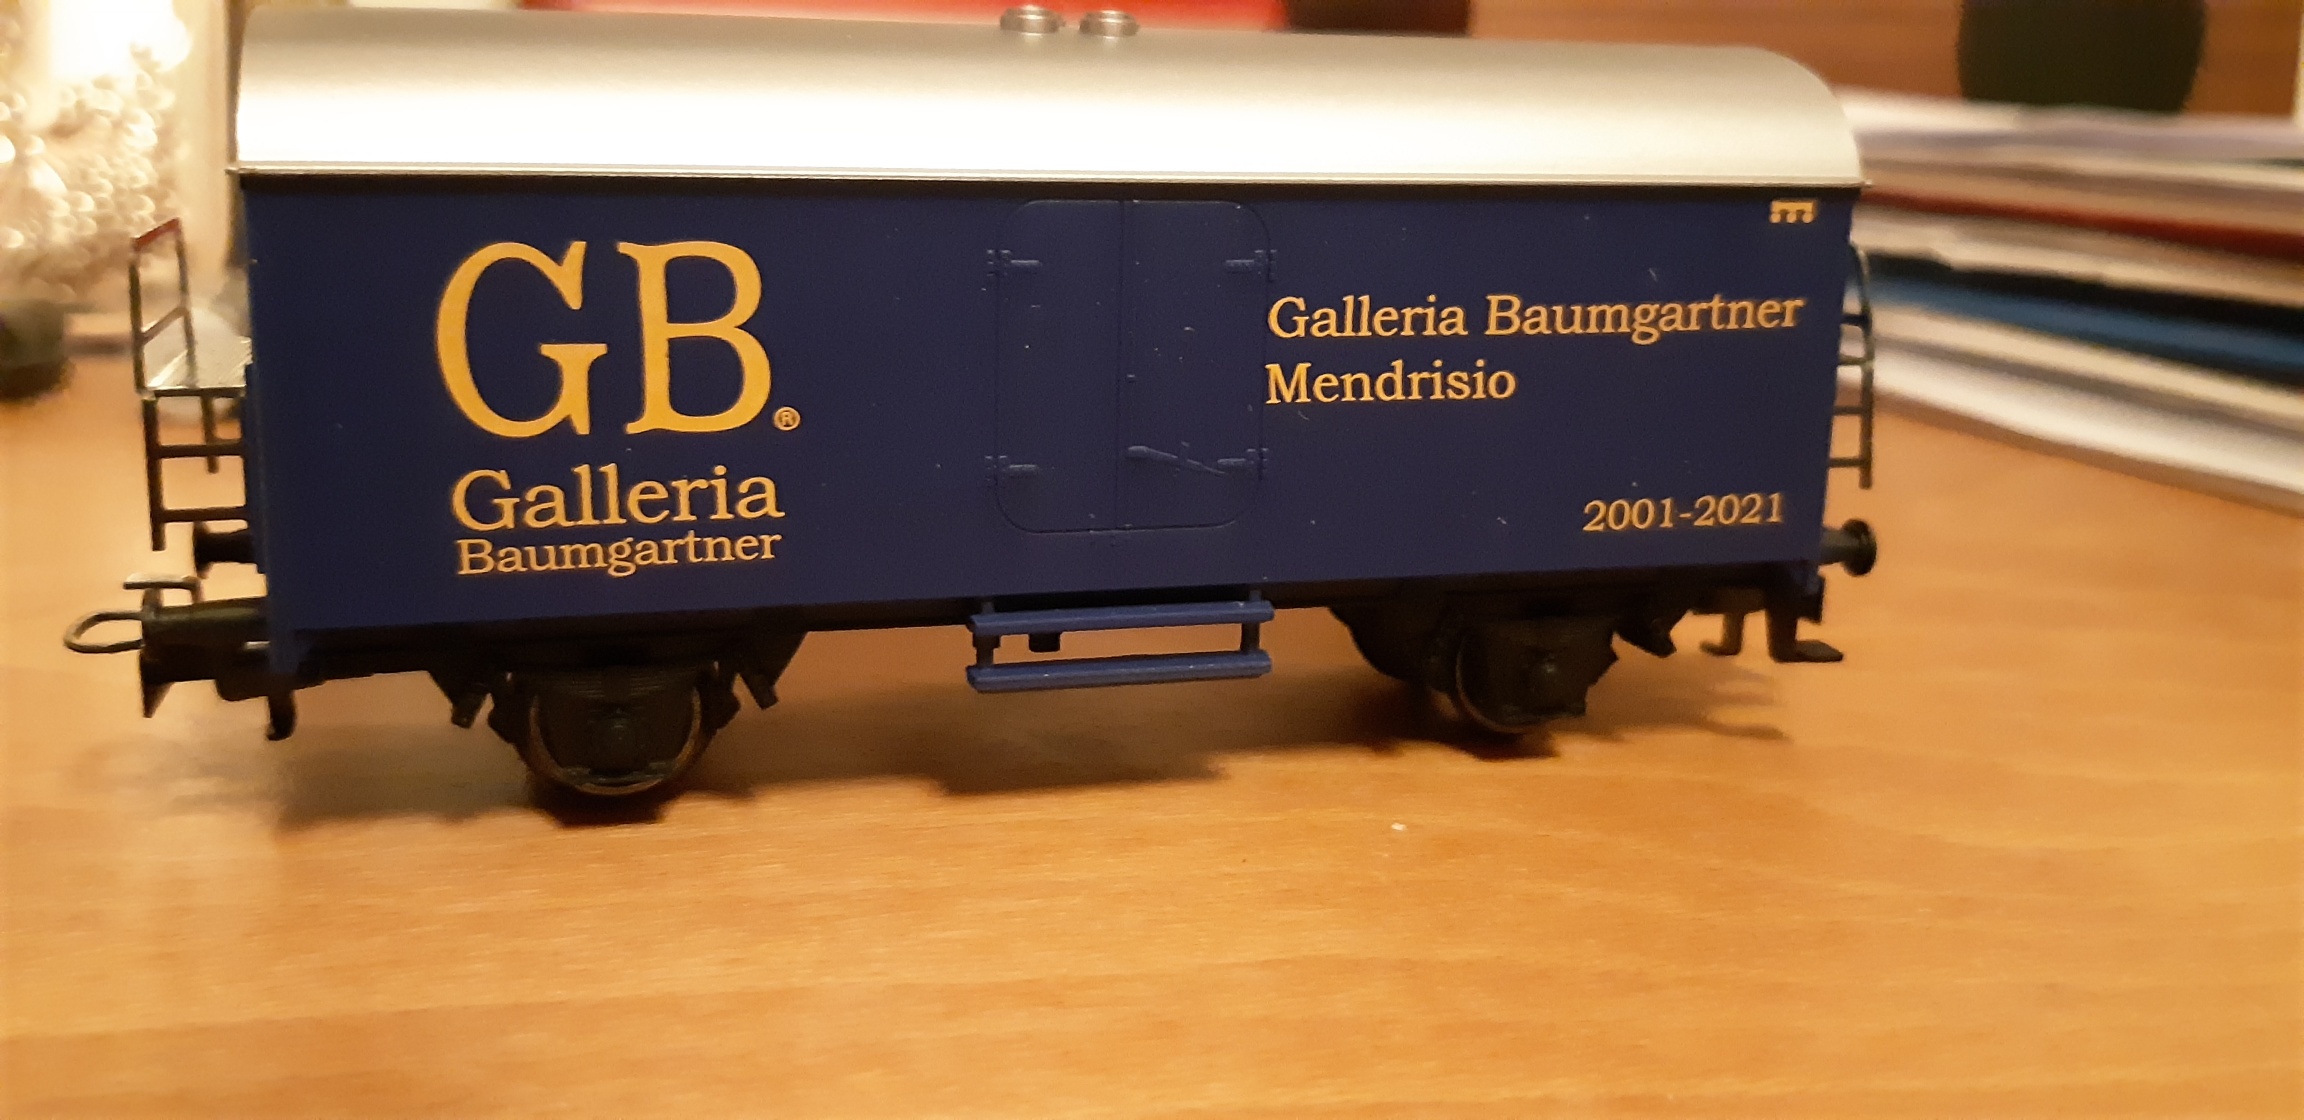 GB®
Galleria
Baumgartner
Galleria Baumgartner
Mendrisio
2001-2021